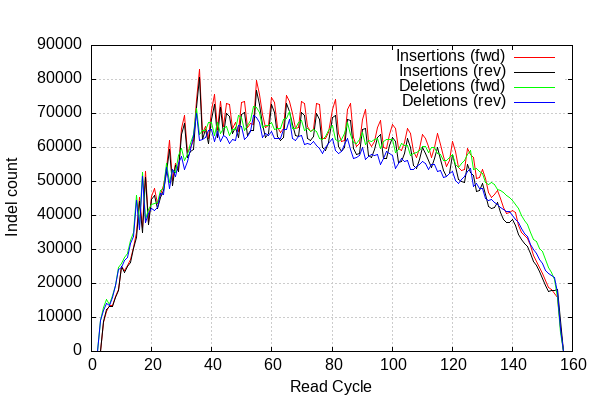 90000
80000
70000
60000
50000
40000
30000
20000
10000
0
Indel count
Insertions (fwd)
Insertions (rev)
Deletions (fwd)
Deletions (rev)
0 20 40 60 80 100 120 140 160
Read Cycle